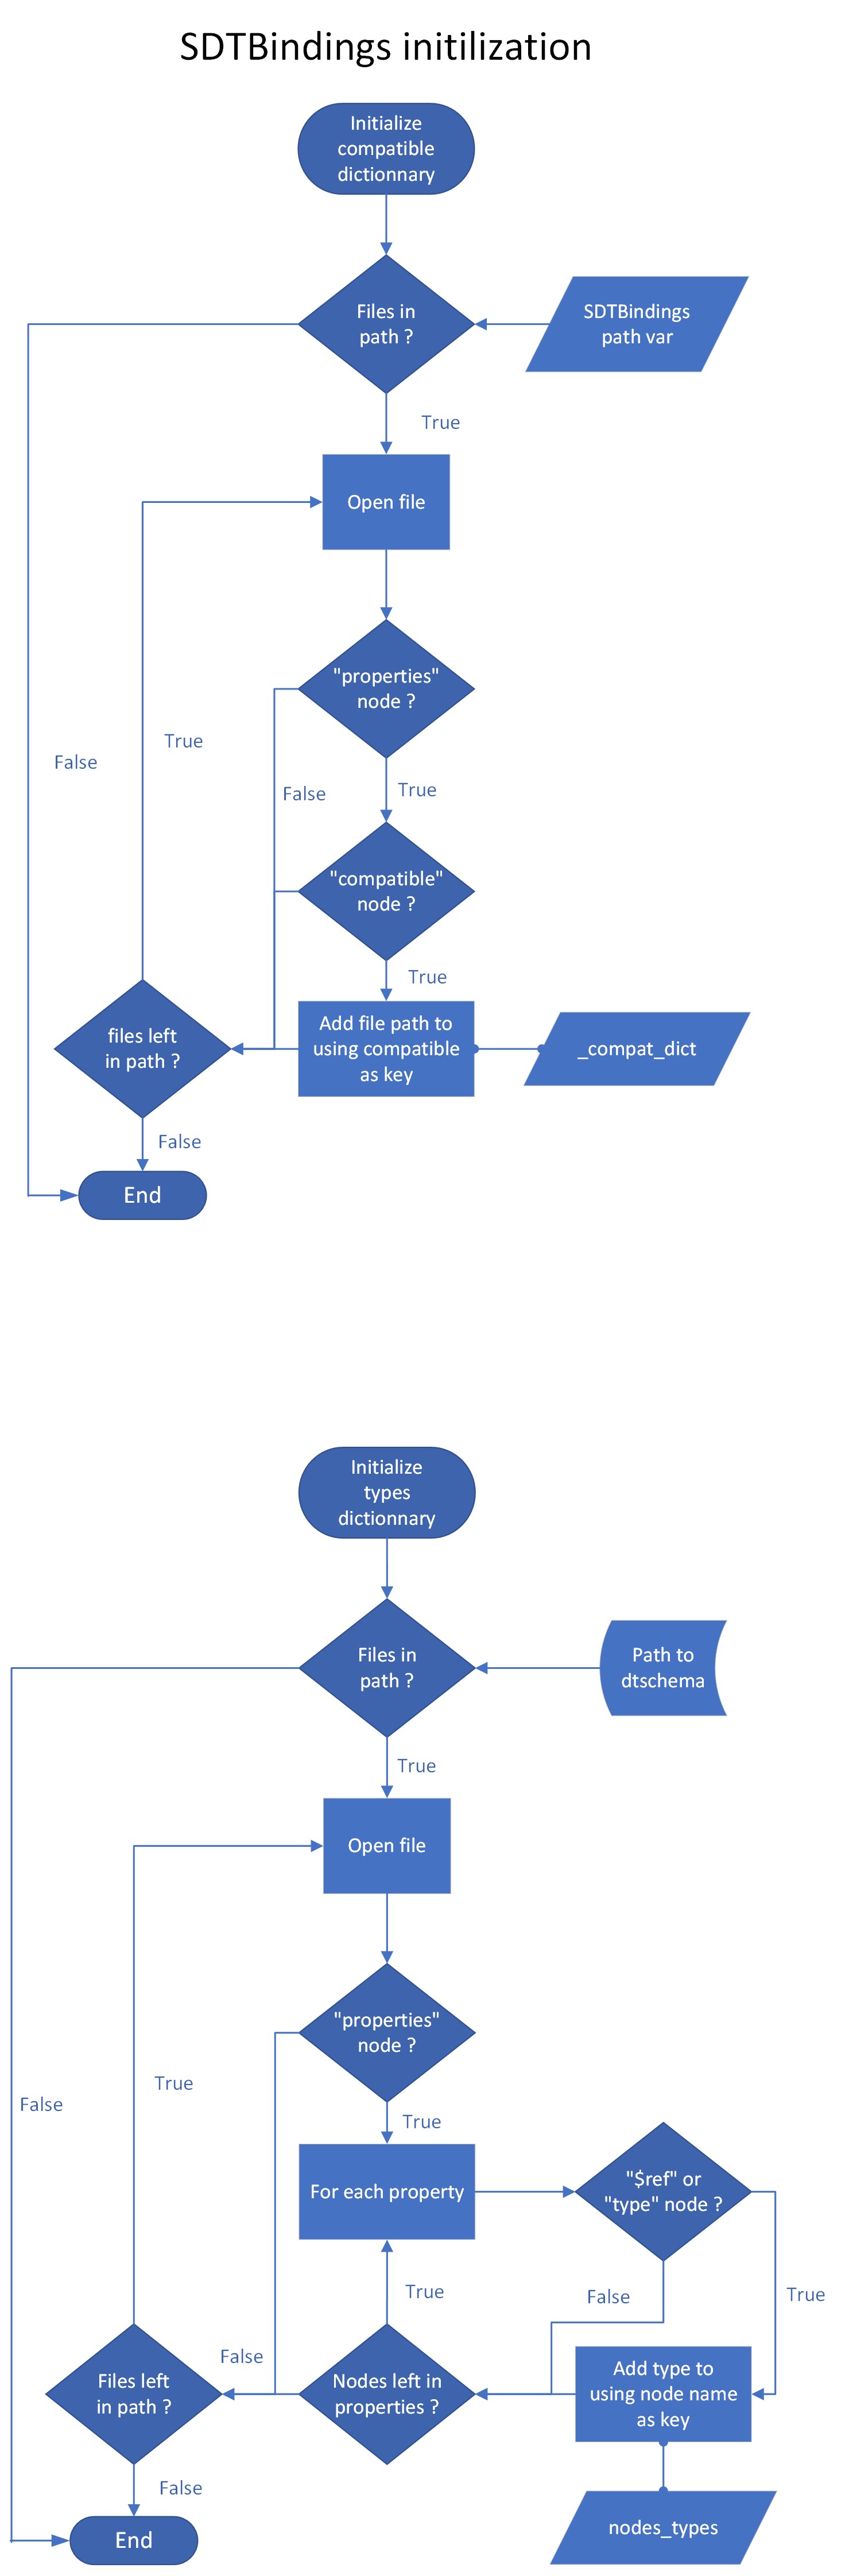 SDTBindings initilization
Initialize
compatible
dictionnary
Files in
path ?
SDTBindings
path var
True
Open file
"properties"
node ?
False
True
False
True
"compatible"
node ?
True
files left
in path ?
Add file path to
using compatible
as key
_compat_dict
False
End
Initialize
types
dictionnary
Files in
path ?
Path to
dtschema
True
Open file
"properties"
node ?
True
False
True
For each property
"$ref" or
"type" node ?
True
False
True
False
Files left
in path ?
Nodes left in
properties ?
Add type to
using node name
as key
False
End
nodes_types